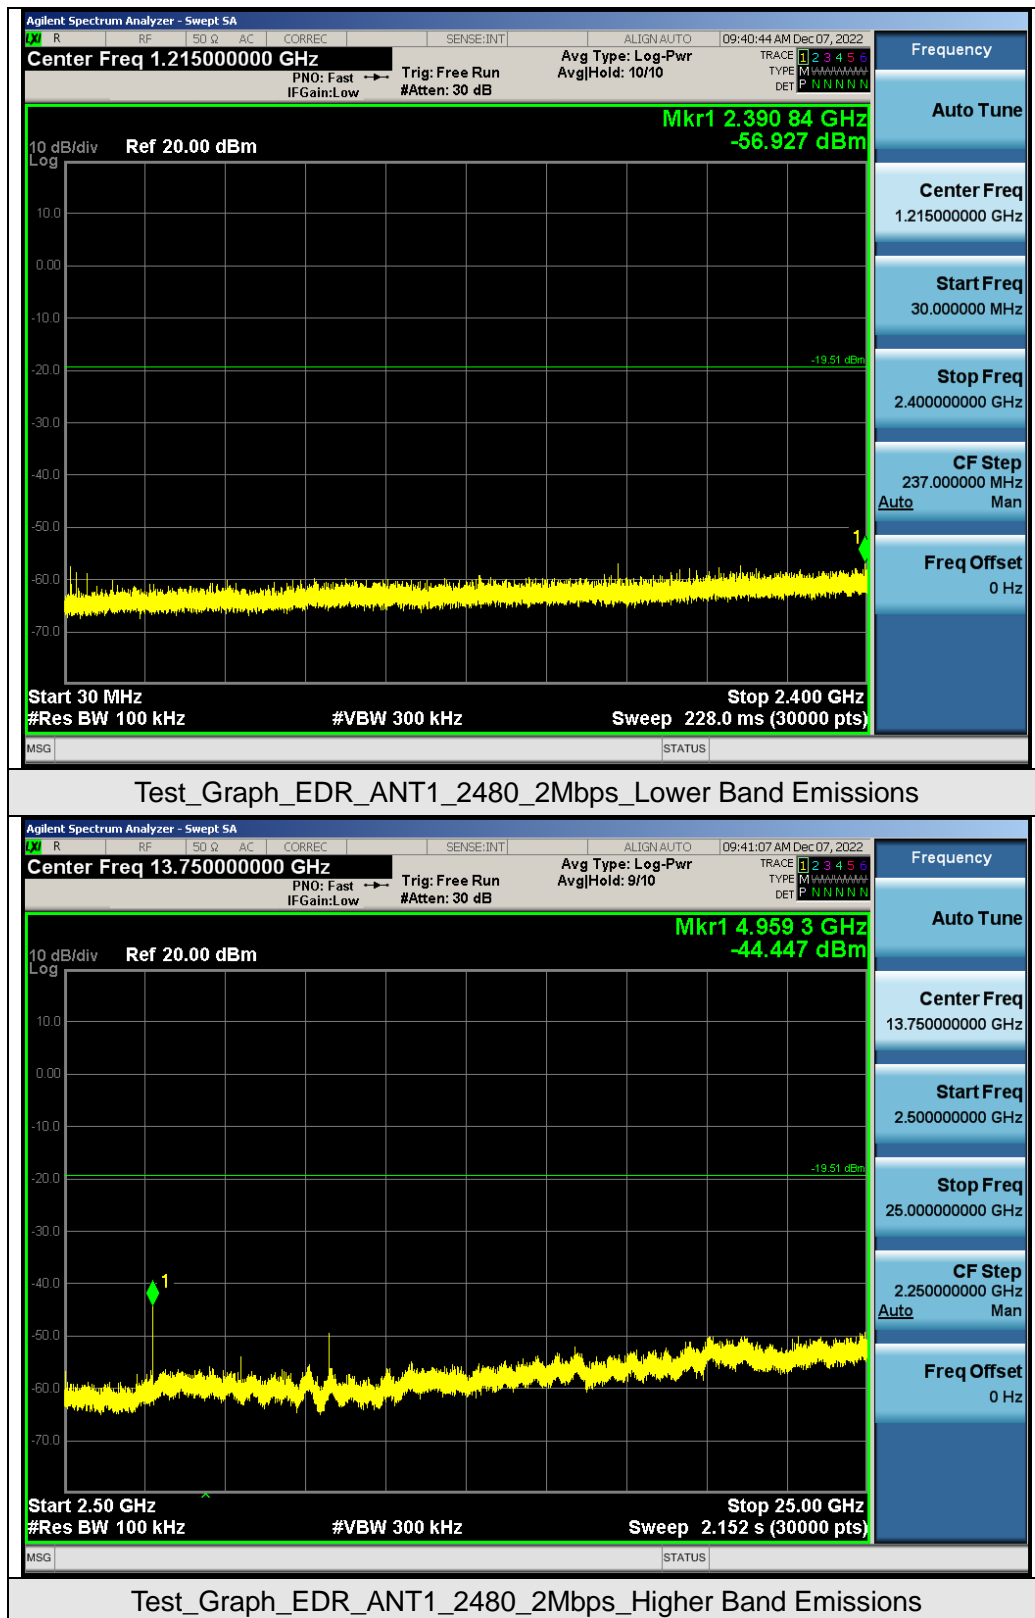 Agilent Spectrum Analyzer - Swept SA
LXI R RF 50 Ω AC CORREC SENSE:INT ALIGN AUTO 09:40:44 AM Dec 07, 2022
Center Freq 1.215000000 GHz
PNO: Fast
IFGain:Low
Trig: Free Run
#Atten: 30 dB
Avg Type: Log-Pwr
Avg|Hold: 10/10
TRACE 1 2 3 4 5 6
TYPE M WWWWW
DET P N N N N N
Mkr1 2.390 84 GHz
-56.927 dBm
10 dB/div Ref 20.00 dBm
Log
10.0
0.00
-10.0
-20.0
-30.0
-40.0
-50.0
-60.0
-70.0
-19.51 dBm
1
Start 30 MHz Stop 2.400 GHz
#Res BW 100 kHz #VBW 300 kHz Sweep 228.0 ms (30000 pts)
MSG STATUS
Frequency
Auto Tune
Center Freq
1.215000000 GHz
Start Freq
30.000000 MHz
Stop Freq
2.400000000 GHz
CF Step
237.000000 MHz
Auto Man
Freq Offset
0 Hz
Test_Graph_EDR_ANT1_2480_2Mbps_Lower Band Emissions
Agilent Spectrum Analyzer - Swept SA
LXI R RF 50 Ω AC CORREC SENSE:INT ALIGN AUTO 09:41:07 AM Dec 07, 2022
Center Freq 13.750000000 GHz
PNO: Fast
IFGain:Low
Trig: Free Run
#Atten: 30 dB
Avg Type: Log-Pwr
Avg|Hold: 9/10
TRACE 1 2 3 4 5 6
TYPE M WWWWW
DET P N N N N N
Mkr1 4.959 3 GHz
-44.447 dBm
10 dB/div Ref 20.00 dBm
Log
10.0
0.00
-10.0
-20.0
-30.0
-40.0
-50.0
-60.0
-70.0
-19.51 dBm
1
Start 2.50 GHz Stop 25.00 GHz
#Res BW 100 kHz #VBW 300 kHz Sweep 2.152 s (30000 pts)
MSG STATUS
Frequency
Auto Tune
Center Freq
13.750000000 GHz
Start Freq
2.500000000 GHz
Stop Freq
25.000000000 GHz
CF Step
2.250000000 GHz
Auto Man
Freq Offset
0 Hz
Test_Graph_EDR_ANT1_2480_2Mbps_Higher Band Emissions